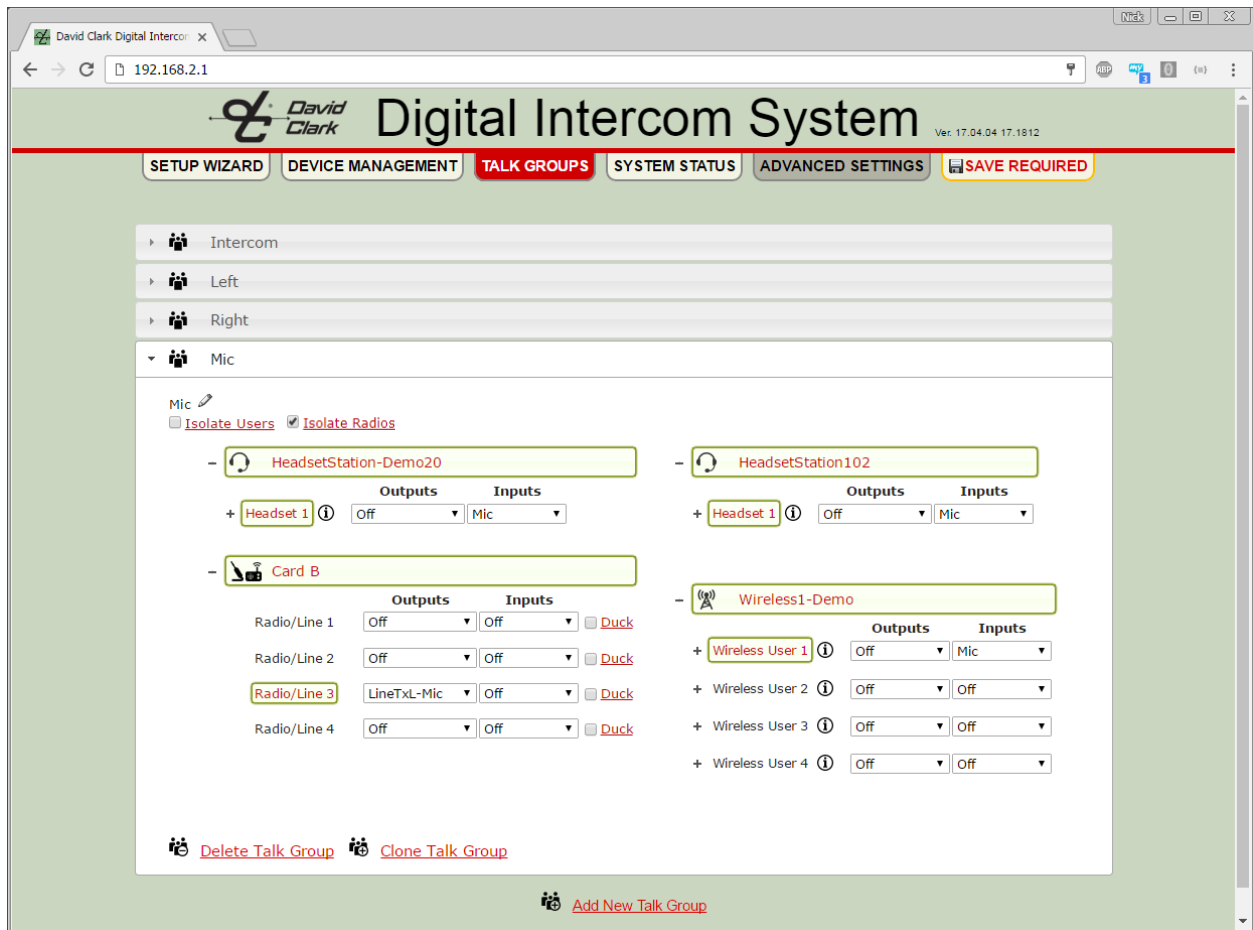 Nick
David Clark Digital Intercor
192.168.2.1
ABP
3
0
David Clark Digital Intercom System Ver. 17.04.04 17.1812
SETUP WIZARD DEVICE MANAGEMENT TALK GROUPS SYSTEM STATUS ADVANCED SETTINGS SAVE REQUIRED
Intercom
Left
Right
Mic
Mic
Isolate Users Isolate Radios
HeadsetStation-Demo20
Outputs Inputs
Headset 1 Off Mic
HeadsetStation102
Outputs Inputs
Headset 1 Off Mic
Card B
Outputs Inputs
Radio/Line 1 Off Off Duck
Radio/Line 2 Off Off Duck
Radio/Line 3 LineTxL-Mic Off Duck
Radio/Line 4 Off Off Duck
Wireless1-Demo
Outputs Inputs
Wireless User 1 Off Mic
Wireless User 2 Off Off
Wireless User 3 Off Off
Wireless User 4 Off Off
Delete Talk Group Clone Talk Group
Add New Talk Group